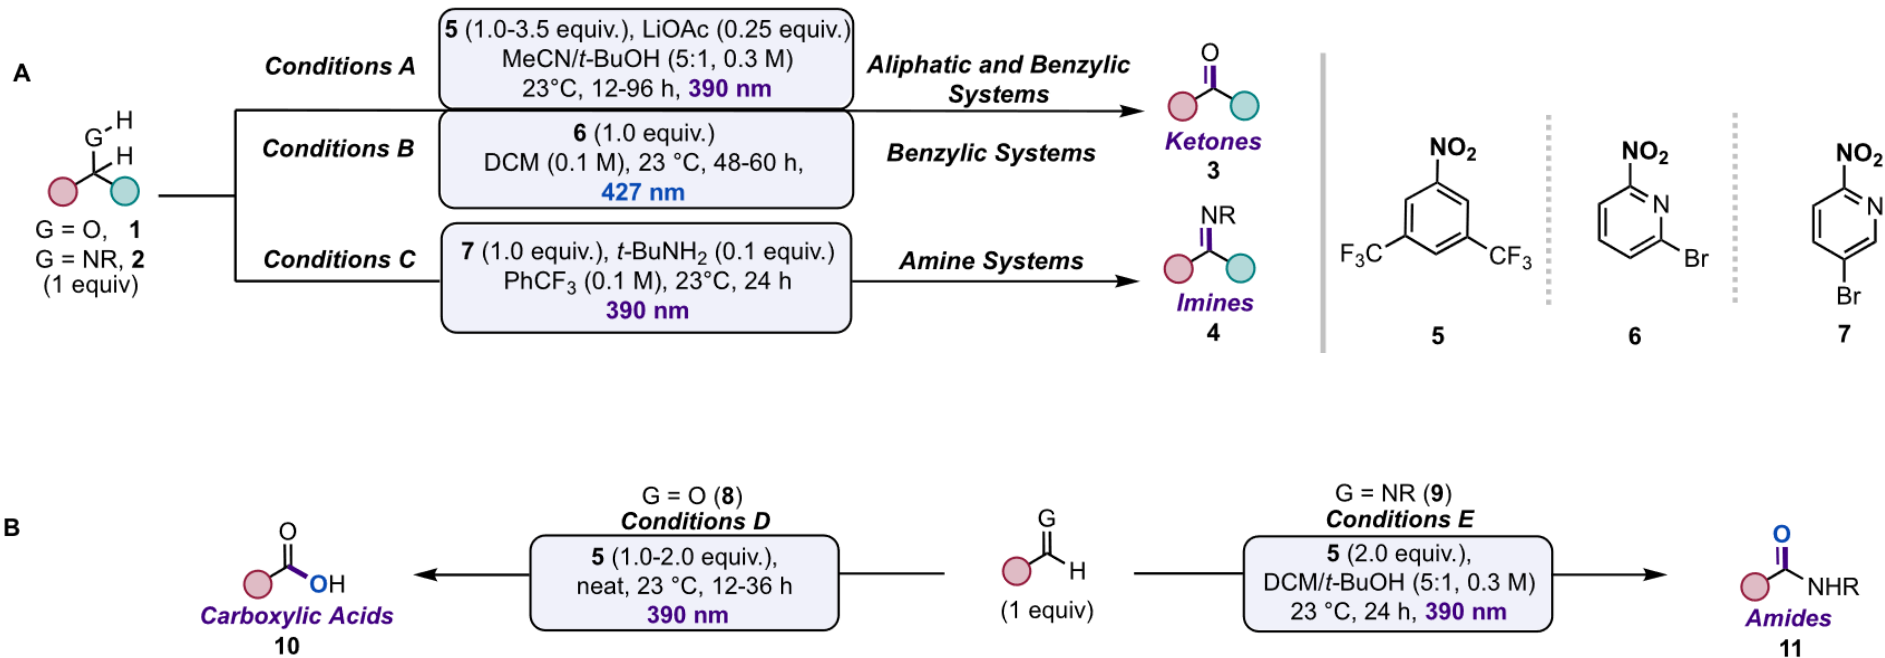 A
G
H
H
G = O, 1
G = NR, 2
(1 equiv)
Conditions A
5 (1.0-3.5 equiv.), LiOAc (0.25 equiv.)
MeCN/t-BuOH (5:1, 0.3 M)
23°C, 12-96 h, 390 nm
Aliphatic and Benzylic
Systems
Conditions B
6 (1.0 equiv.)
DCM (0.1 M), 23 °C, 48-60 h,
427 nm
Benzylic Systems
O
Ketones
3
Conditions C
7 (1.0 equiv.), t-BuNH2 (0.1 equiv.)
PhCF3 (0.1 M), 23°C, 24 h
390 nm
Amine Systems
NR
Imines
4
NO2
F3C
CF3
5
NO2
N
Br
6
NO2
N
Br
7
B
O
OH
Carboxylic Acids
10
G = O (8)
Conditions D
5 (1.0-2.0 equiv.),
neat, 23 °C, 12-36 h
390 nm
G
H
(1 equiv)
G = NR (9)
Conditions E
5 (2.0 equiv.),
DCM/t-BuOH (5:1, 0.3 M)
23 °C, 24 h, 390 nm
O
NHR
Amides
11